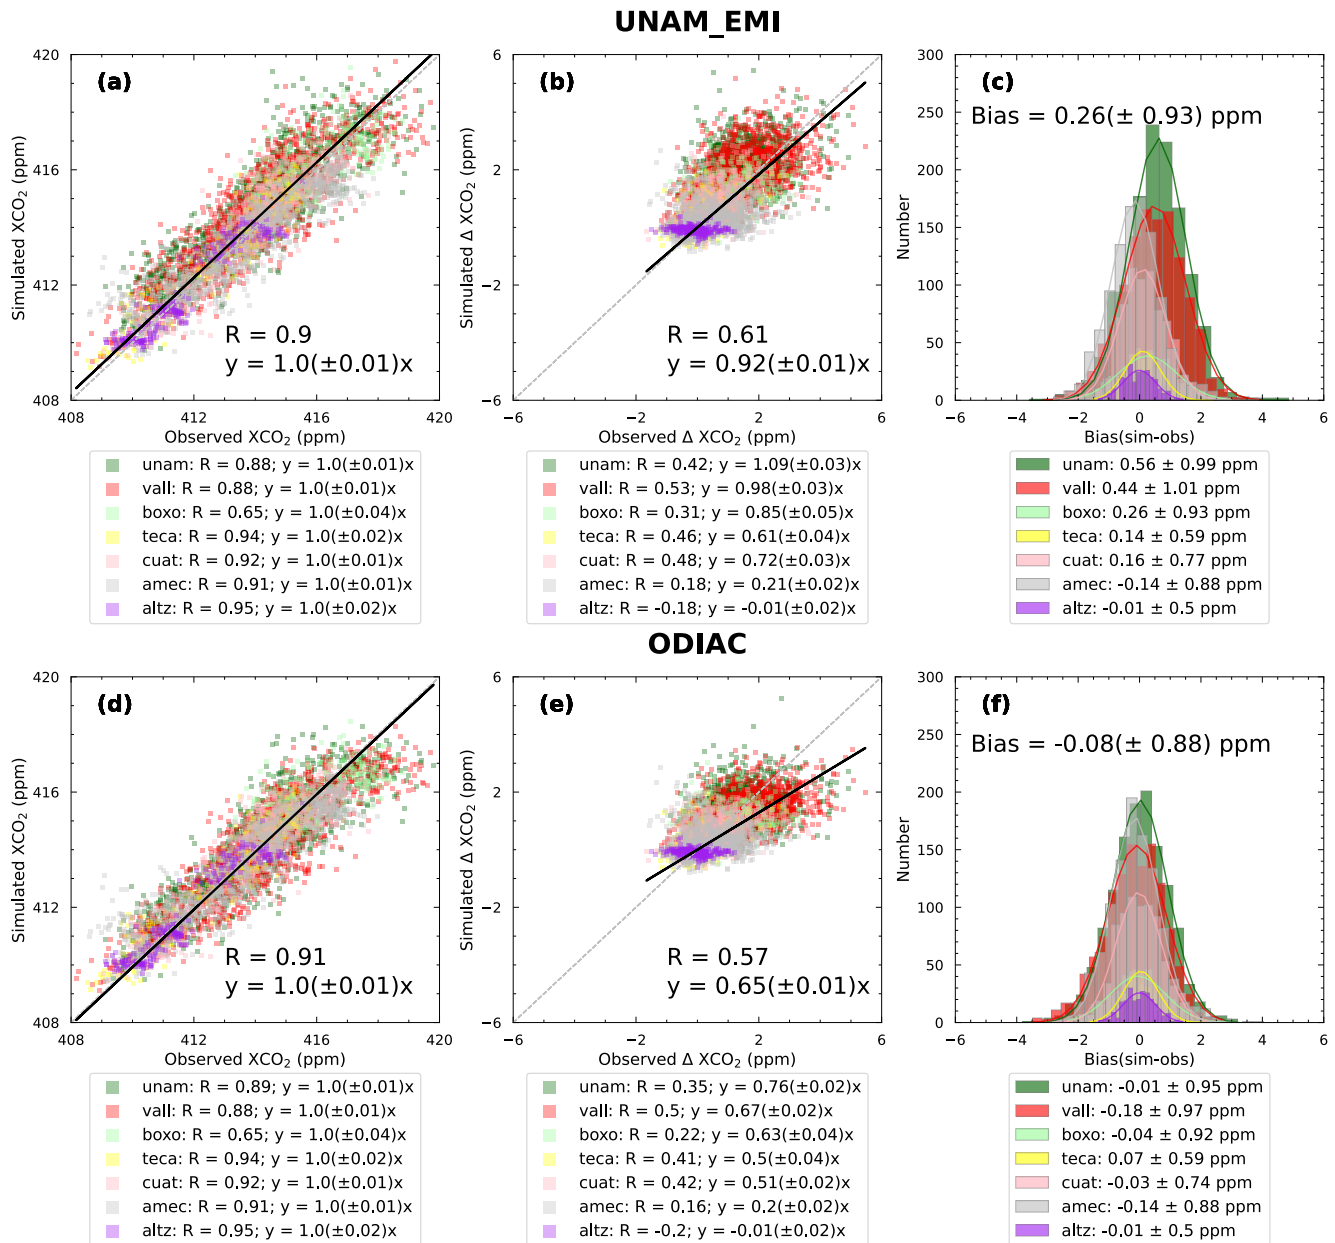 UNAM_EMI
(a)
Simulated XCO₂ (ppm)
420
416
412
408
R = 0.9
y = 1.0(±0.01)x
408 412 416 420
Observed XCO₂ (ppm)
unam: R = 0.88; y = 1.0(±0.01)x
vall: R = 0.88; y = 1.0(±0.01)x
boxo: R = 0.65; y = 1.0(±0.04)x
teca: R = 0.94; y = 1.0(±0.02)x
cuat: R = 0.92; y = 1.0(±0.01)x
amec: R = 0.91; y = 1.0(±0.01)x
altz: R = 0.95; y = 1.0(±0.02)x
(b)
Simulated Δ XCO₂ (ppm)
6
2
−2
−6
R = 0.61
y = 0.92(±0.01)x
−6 −2 2 6
Observed Δ XCO₂ (ppm)
unam: R = 0.42; y = 1.09(±0.03)x
vall: R = 0.53; y = 0.98(±0.03)x
boxo: R = 0.31; y = 0.85(±0.05)x
teca: R = 0.46; y = 0.61(±0.04)x
cuat: R = 0.48; y = 0.72(±0.03)x
amec: R = 0.18; y = 0.21(±0.02)x
altz: R = -0.18; y = -0.01(±0.02)x
(c)
Bias = 0.26(± 0.93) ppm
Number
300
250
200
150
100
50
0
−6 −4 −2 0 2 4 6
Bias(sim-obs)
unam: 0.56 ± 0.99 ppm
vall: 0.44 ± 1.01 ppm
boxo: 0.26 ± 0.93 ppm
teca: 0.14 ± 0.59 ppm
cuat: 0.16 ± 0.77 ppm
amec: -0.14 ± 0.88 ppm
altz: -0.01 ± 0.5 ppm
ODIAC
(d)
Simulated XCO₂ (ppm)
420
416
412
408
R = 0.91
y = 1.0(±0.01)x
408 412 416 420
Observed XCO₂ (ppm)
unam: R = 0.89; y = 1.0(±0.01)x
vall: R = 0.88; y = 1.0(±0.01)x
boxo: R = 0.65; y = 1.0(±0.04)x
teca: R = 0.94; y = 1.0(±0.02)x
cuat: R = 0.92; y = 1.0(±0.01)x
amec: R = 0.91; y = 1.0(±0.01)x
altz: R = 0.95; y = 1.0(±0.02)x
(e)
Simulated Δ XCO₂ (ppm)
6
2
−2
−6
R = 0.57
y = 0.65(±0.01)x
−6 −2 2 6
Observed Δ XCO₂ (ppm)
unam: R = 0.35; y = 0.76(±0.02)x
vall: R = 0.5; y = 0.67(±0.02)x
boxo: R = 0.22; y = 0.63(±0.04)x
teca: R = 0.41; y = 0.5(±0.04)x
cuat: R = 0.42; y = 0.51(±0.02)x
amec: R = 0.16; y = 0.2(±0.02)x
altz: R = -0.2; y = -0.01(±0.02)x
(f)
Bias = -0.08(± 0.88) ppm
Number
300
250
200
150
100
50
0
−6 −4 −2 0 2 4 6
Bias(sim-obs)
unam: -0.01 ± 0.95 ppm
vall: -0.18 ± 0.97 ppm
boxo: -0.04 ± 0.92 ppm
teca: 0.07 ± 0.59 ppm
cuat: -0.03 ± 0.74 ppm
amec: -0.14 ± 0.88 ppm
altz: -0.01 ± 0.5 ppm